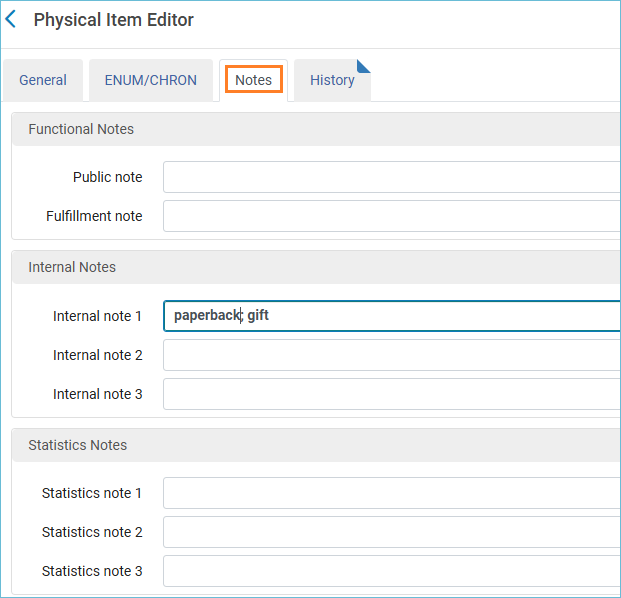 Physical Item Editor
General ENUM/CHRON Notes History
Functional Notes
Public note
Fulfillment note
Internal Notes
Internal note 1 paperback; gift
Internal note 2
Internal note 3
Statistics Notes
Statistics note 1
Statistics note 2
Statistics note 3